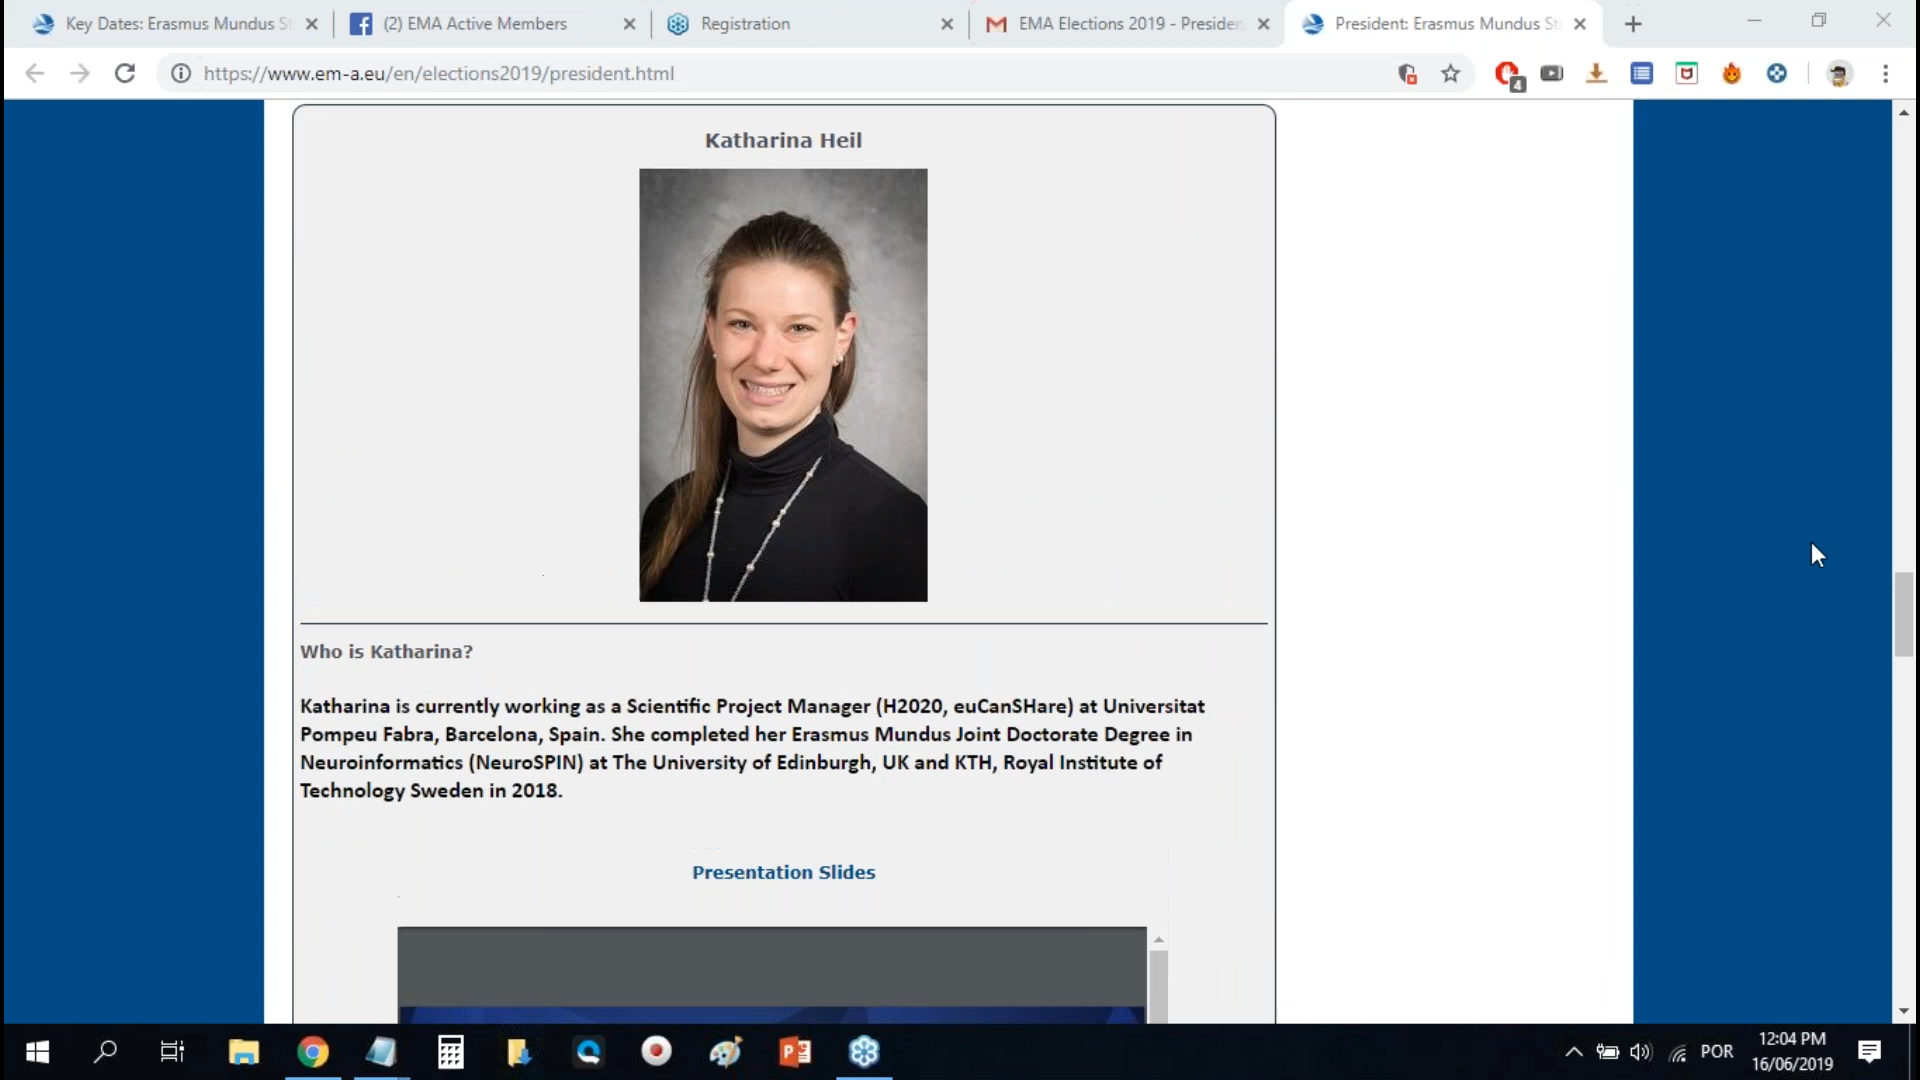 Key Dates: Erasmus Mundus St
(2) EMA Active Members
Registration
EMA Elections 2019 - Presiden
President: Erasmus Mundus St
https://www.em-a.eu/en/elections2019/president.html
4
Katharina Heil
Who is Katharina?
Katharina is currently working as a Scientific Project Manager (H2020, euCanSHare) at Universitat
Pompeu Fabra, Barcelona, Spain. She completed her Erasmus Mundus Joint Doctorate Degree in
Neuroinformatics (NeuroSPIN) at The University of Edinburgh, UK and KTH, Royal Institute of
Technology Sweden in 2018.
Presentation Slides
POR
12:04 PM
16/06/2019